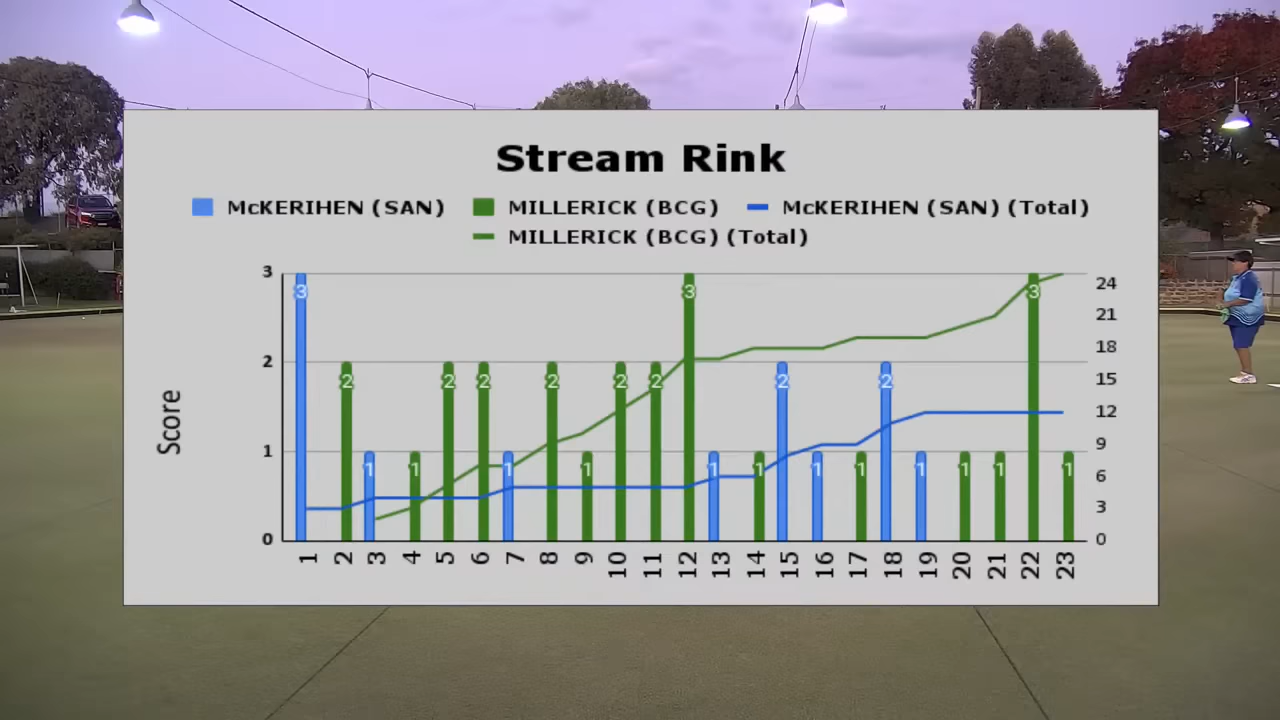 Stream Rink
McKERIHEN (SAN) MILLERICK (BCG) McKERIHEN (SAN) (Total)
MILLERICK (BCG) (Total)
Score
3
2
1
0
24
21
18
15
12
9
6
3
0
3 2 1 1 2 2 1 2 1 2 2 3 1 1 2 1 1 2 1 1 1 3 1
1 2 3 4 5 6 7 8 9 10 11 12 13 14 15 16 17 18 19 20 21 22 23